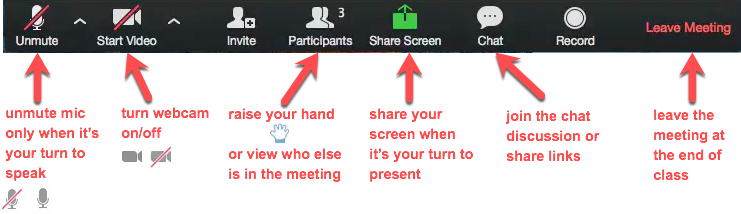 3
Unmute
Start Video
Invite
Participants
Share Screen
Chat
Record
Leave Meeting
unmute mic
only when it's
your turn to
speak
turn webcam
on/off
raise your hand
or view who else
is in the meeting
share your
screen when
it's your turn to
present
join the chat
discussion or
share links
leave the
meeting at
the end of
class